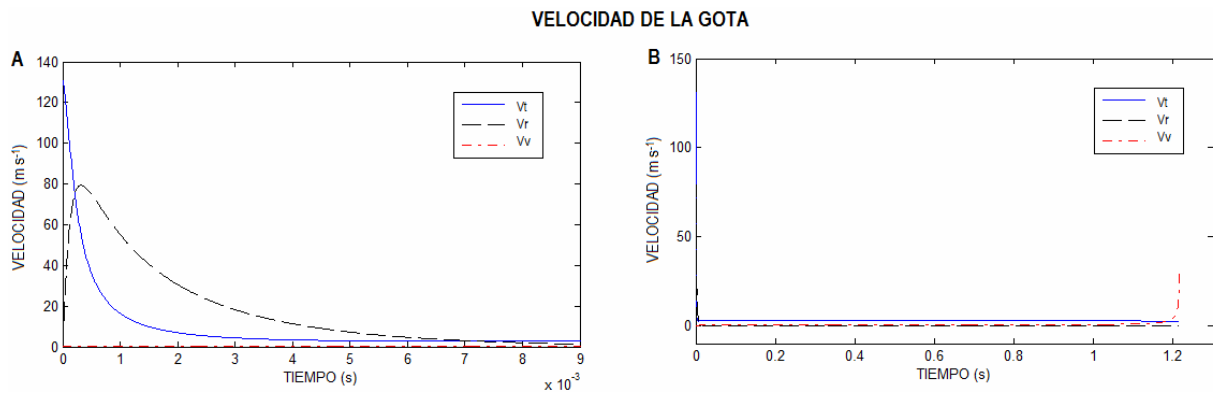 VELOCIDAD DE LA GOTA
A
VELOCIDAD (m s-1)
140
120
100
80
60
40
20
0
Vt
Vr
Vv
0 1 2 3 4 5 6 7 8 9
TIEMPO (s)
x 10-3
B
VELOCIDAD (m s-1)
150
100
50
0
Vt
Vr
Vv
0 0.2 0.4 0.6 0.8 1 1.2
TIEMPO (s)